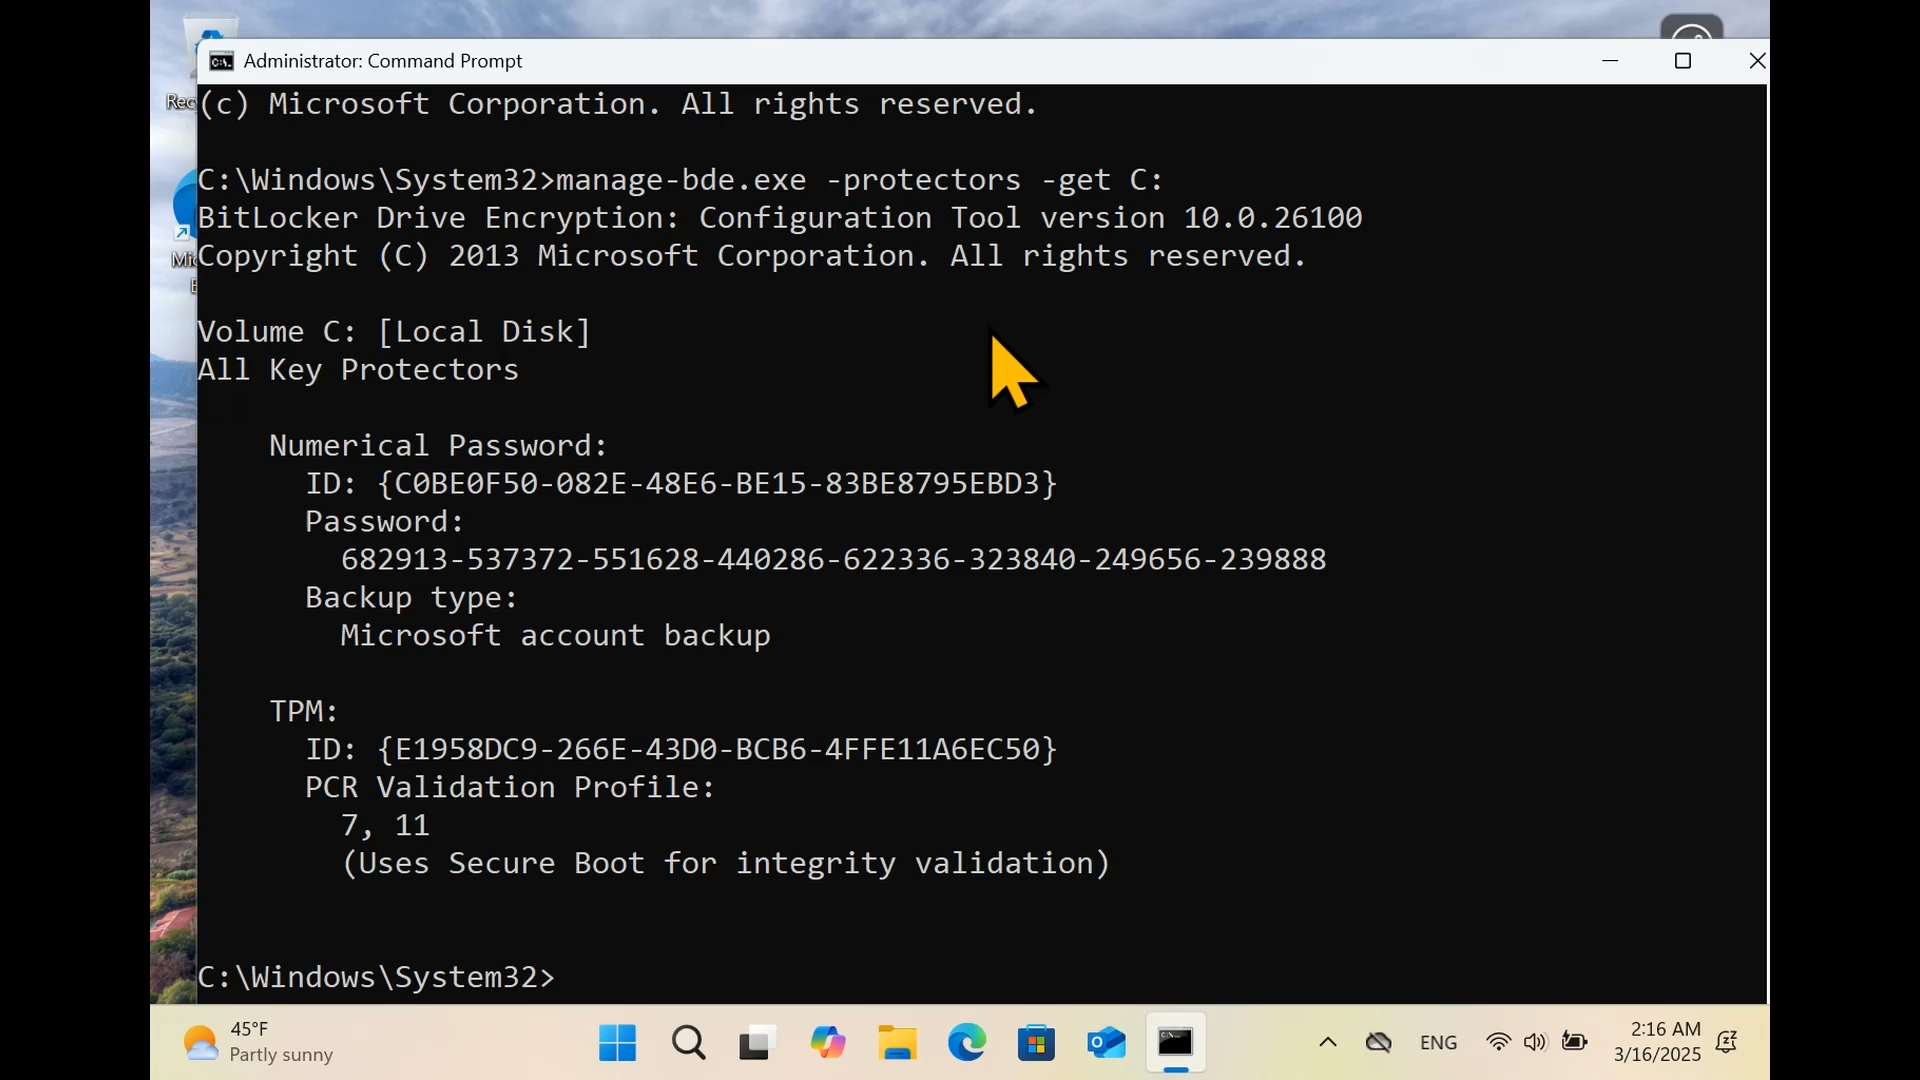 Administrator: Command Prompt
Rec
(c) Microsoft Corporation. All rights reserved.
C:\Windows\System32>manage-bde.exe -protectors -get C:
BitLocker Drive Encryption: Configuration Tool version 10.0.26100
Mic
Copyright (C) 2013 Microsoft Corporation. All rights reserved.
E
Volume C: [Local Disk]
All Key Protectors
Numerical Password:
ID: {C0BE0F50-082E-48E6-BE15-83BE8795EBD3}
Password:
682913-537372-551628-440286-622336-323840-249656-239888
Backup type:
Microsoft account backup
TPM:
ID: {E1958DC9-266E-43D0-BCB6-4FFE11A6EC50}
PCR Validation Profile:
7, 11
(Uses Secure Boot for integrity validation)
C:\Windows\System32>
45°F
Partly sunny
ENG
2:16 AM
3/16/2025